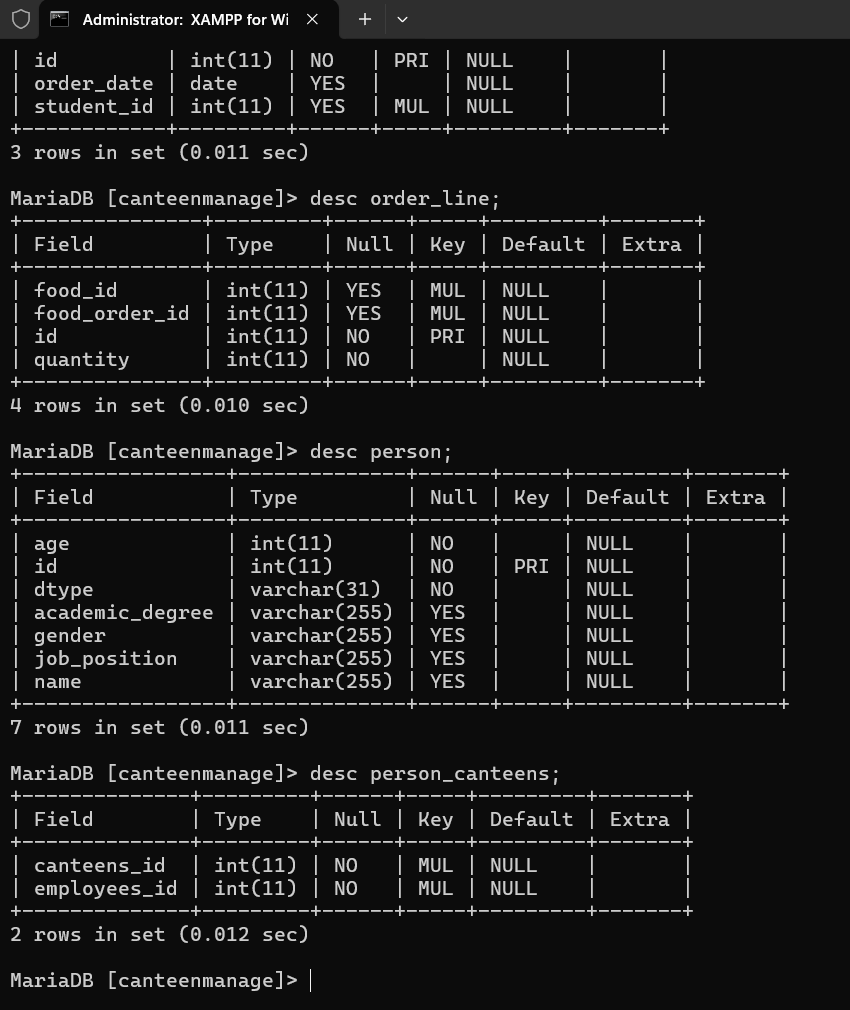 Administrator: XAMPP for Wi
| id         | int(11) | NO   | PRI | NULL    |       |
| order_date | date    | YES  |     | NULL    |       |
| student_id | int(11) | YES  | MUL | NULL    |       |
+------------+---------+------+-----+---------+-------+
3 rows in set (0.011 sec)
MariaDB [canteenmanage]> desc order_line;
+---------------+---------+------+-----+---------+-------+
| Field         | Type    | Null | Key | Default | Extra |
+---------------+---------+------+-----+---------+-------+
| food_id       | int(11) | YES  | MUL | NULL    |       |
| food_order_id | int(11) | YES  | MUL | NULL    |       |
| id            | int(11) | NO   | PRI | NULL    |       |
| quantity      | int(11) | NO   |     | NULL    |       |
+---------------+---------+------+-----+---------+-------+
4 rows in set (0.010 sec)
MariaDB [canteenmanage]> desc person;
+-----------------+--------------+------+-----+---------+-------+
| Field           | Type         | Null | Key | Default | Extra |
+-----------------+--------------+------+-----+---------+-------+
| age             | int(11)      | NO   |     | NULL    |       |
| id              | int(11)      | NO   | PRI | NULL    |       |
| dtype           | varchar(31)  | NO   |     | NULL    |       |
| academic_degree | varchar(255) | YES  |     | NULL    |       |
| gender          | varchar(255) | YES  |     | NULL    |       |
| job_position    | varchar(255) | YES  |     | NULL    |       |
| name            | varchar(255) | YES  |     | NULL    |       |
+-----------------+--------------+------+-----+---------+-------+
7 rows in set (0.011 sec)
MariaDB [canteenmanage]> desc person_canteens;
+--------------+---------+------+-----+---------+-------+
| Field        | Type    | Null | Key | Default | Extra |
+--------------+---------+------+-----+---------+-------+
| canteens_id  | int(11) | NO   | MUL | NULL    |       |
| employees_id | int(11) | NO   | MUL | NULL    |       |
+--------------+---------+------+-----+---------+-------+
2 rows in set (0.012 sec)
MariaDB [canteenmanage]>